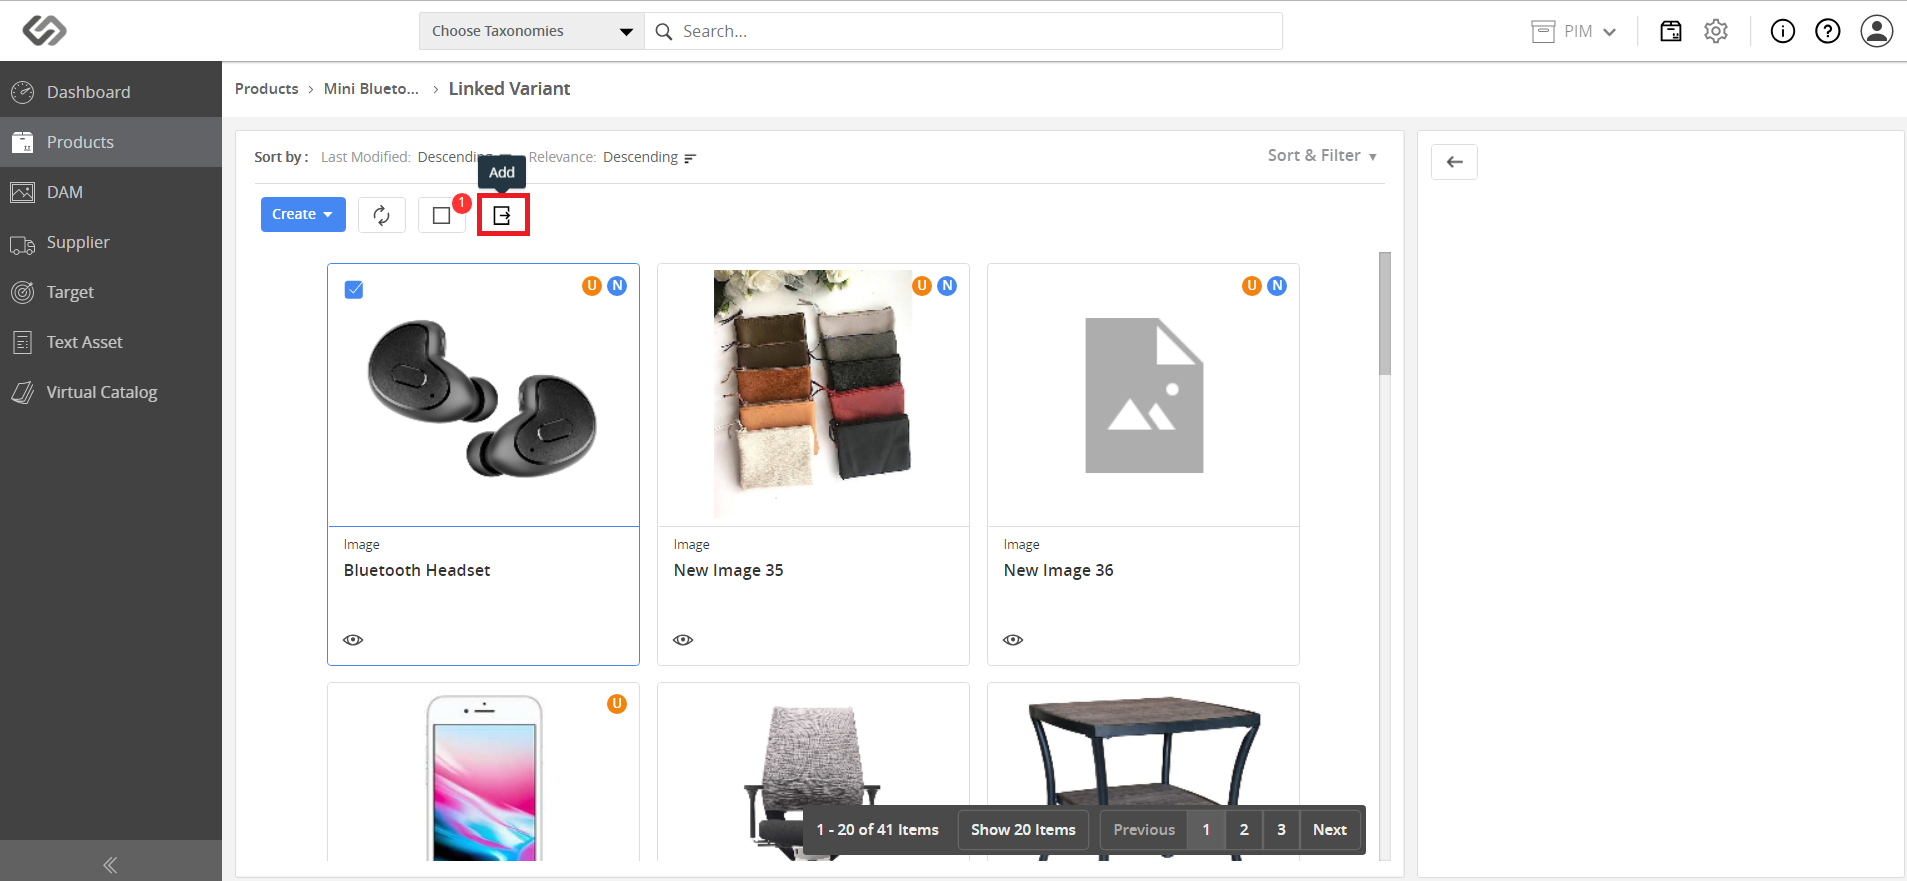 Choose Taxonomies
Search...
PIM
Dashboard
Products
DAM
Supplier
Target
Text Asset
Virtual Catalog
Products > Mini Blueto... > Linked Variant
Sort by : Last Modified: Descending Relevance: Descending
Sort & Filter
Add
Create
1
U N
U N
U N
Image
Bluetooth Headset
Image
New Image 35
Image
New Image 36
U
1 - 20 of 41 Items
Show 20 Items
Previous 1 2 3 Next